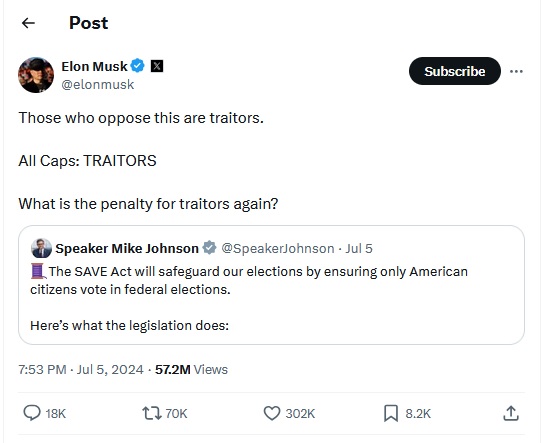 Post
Elon Musk
@elonmusk
Subscribe
Those who oppose this are traitors.
All Caps: TRAITORS
What is the penalty for traitors again?
Speaker Mike Johnson @SpeakerJohnson · Jul 5
The SAVE Act will safeguard our elections by ensuring only American
citizens vote in federal elections.
Here’s what the legislation does:
7:53 PM · Jul 5, 2024 · 57.2M Views
18K 70K 302K 8.2K